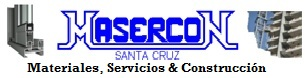 MASERCON
SANTA CRUZ
Materiales, Servicios & Construcción